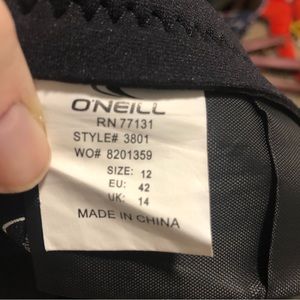 O'NEILL
RN 77131
STYLE# 3801
WO# 8201359
SIZE: 12
EU: 42
UK: 14
MADE IN CHINA